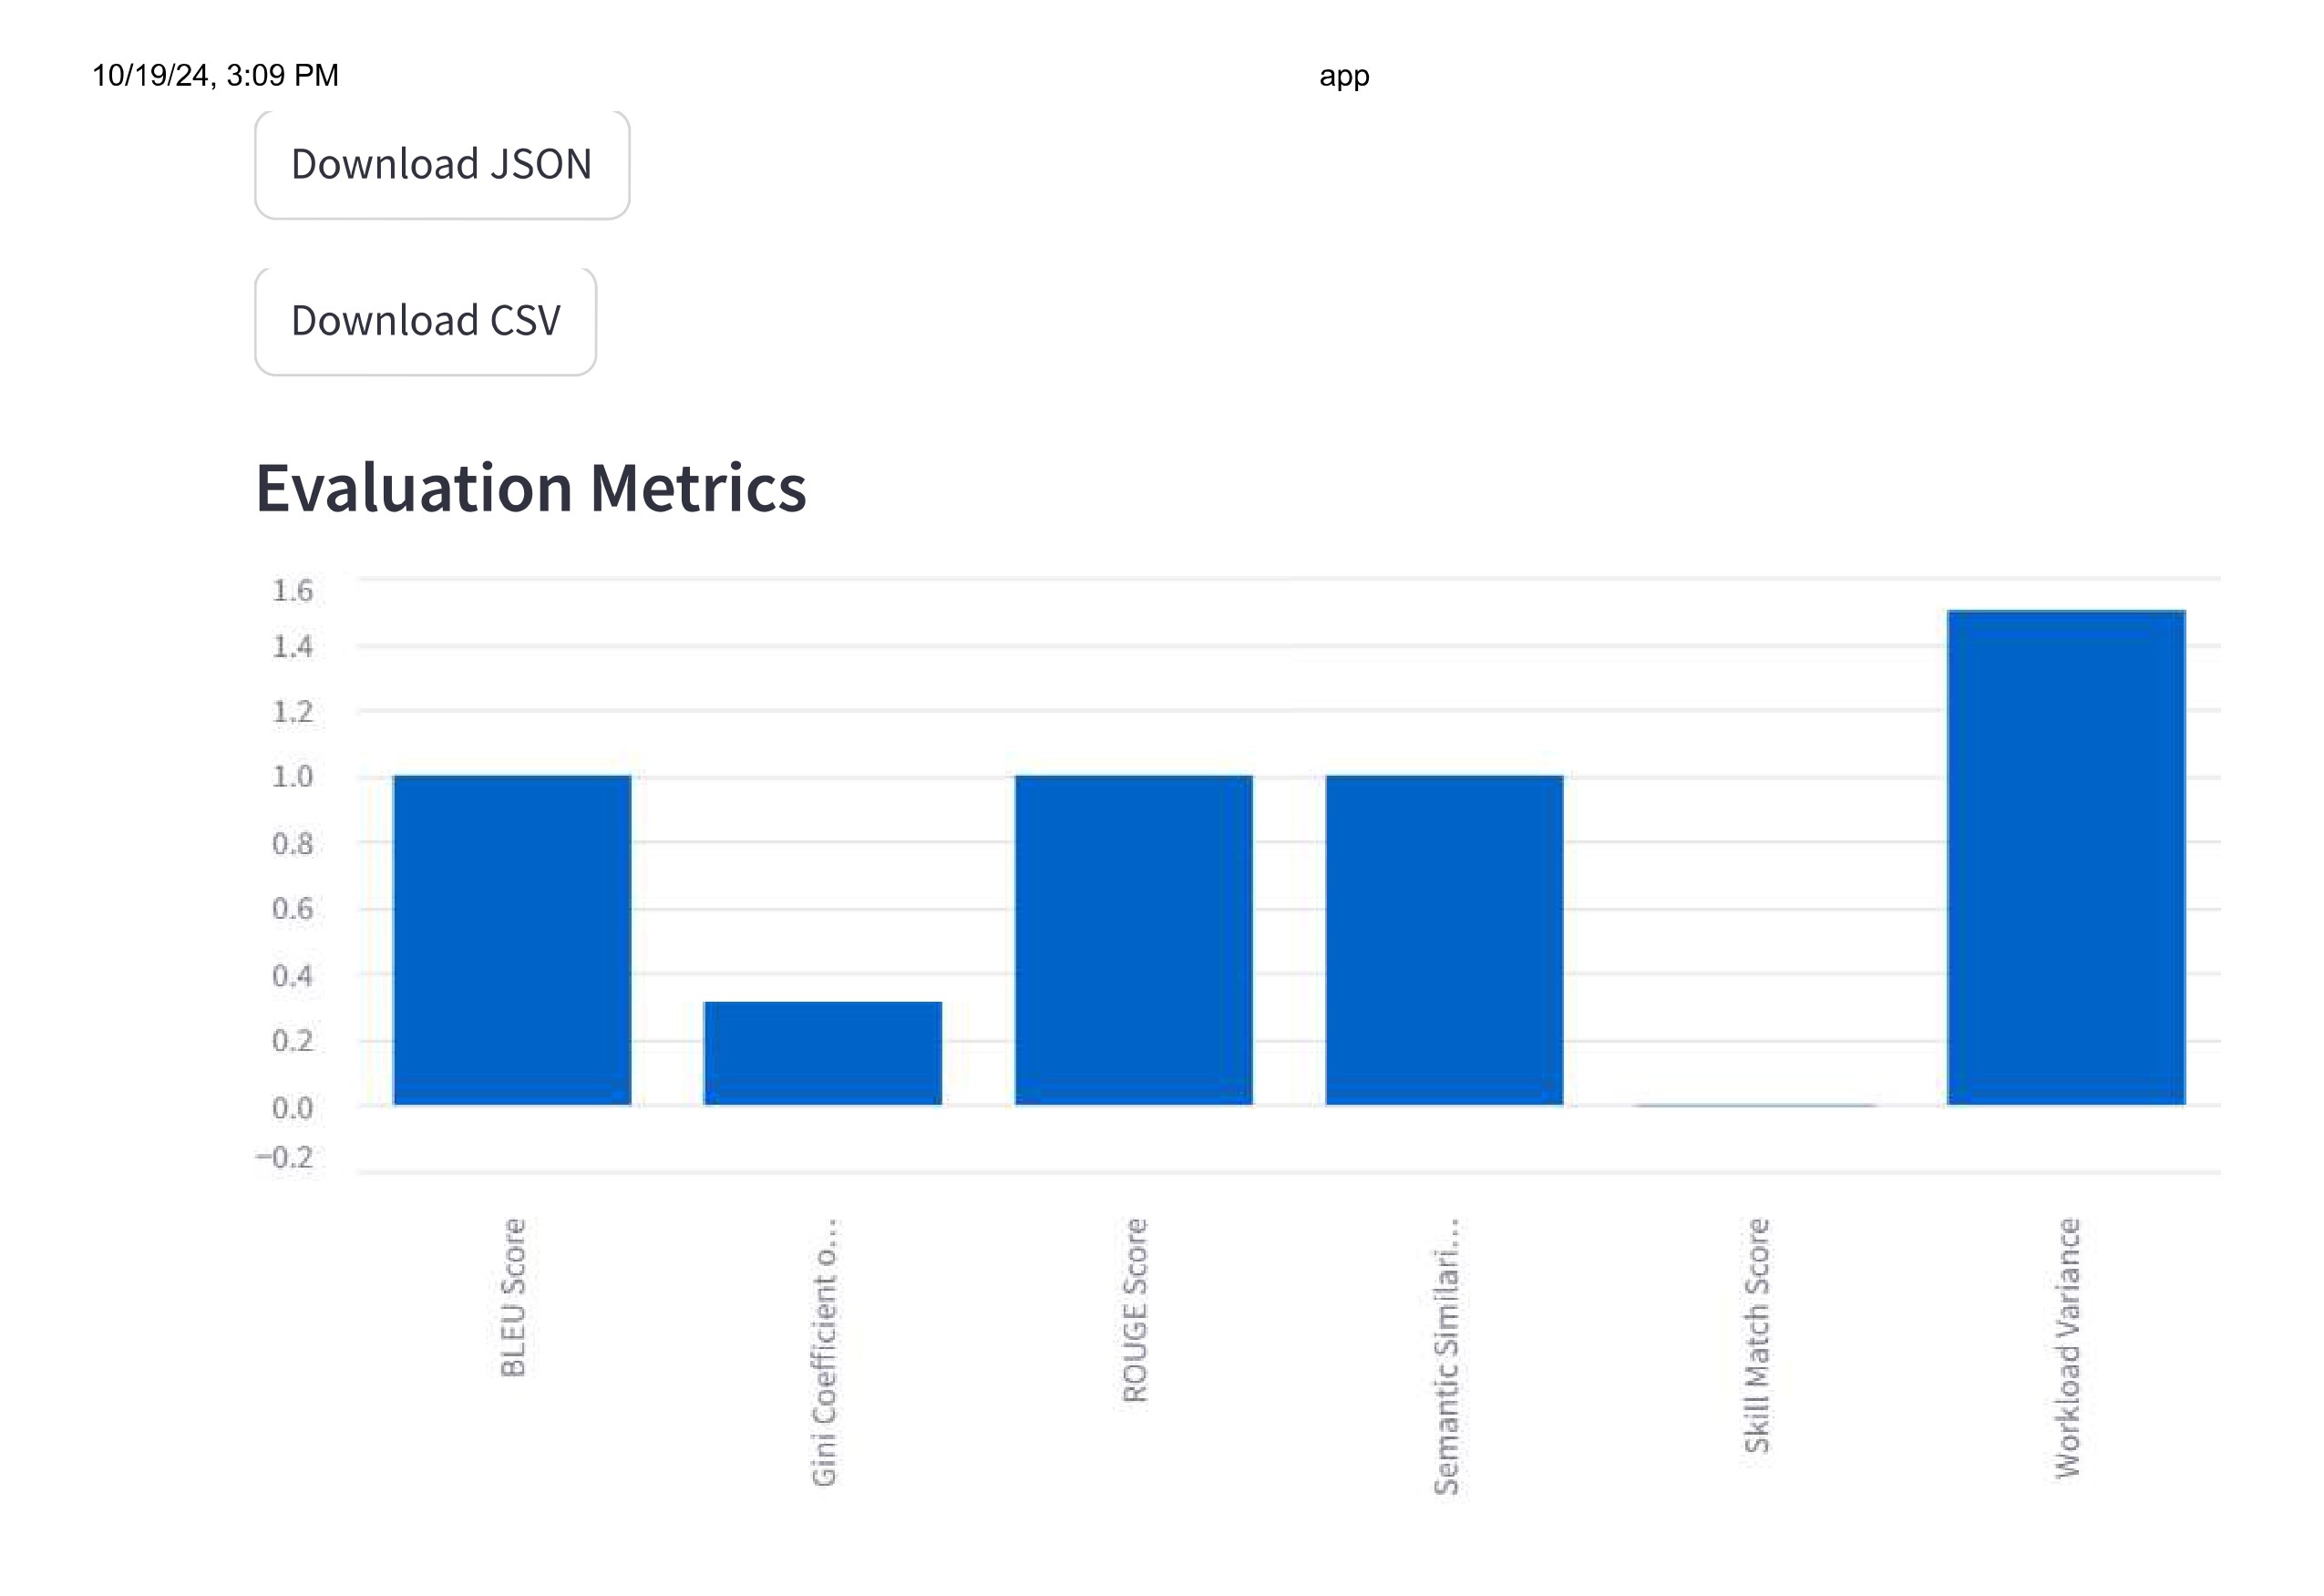 10/19/24, 3:09 PM
app
Download JSON
Download CSV
Evaluation Metrics
1.6
1.4
1.2
1.0
0.8
0.6
0.4
0.2
0.0
−0.2
BLEU Score
Gini Coefficient o…
ROUGE Score
Semantic Similari…
Skill Match Score
Workload Variance